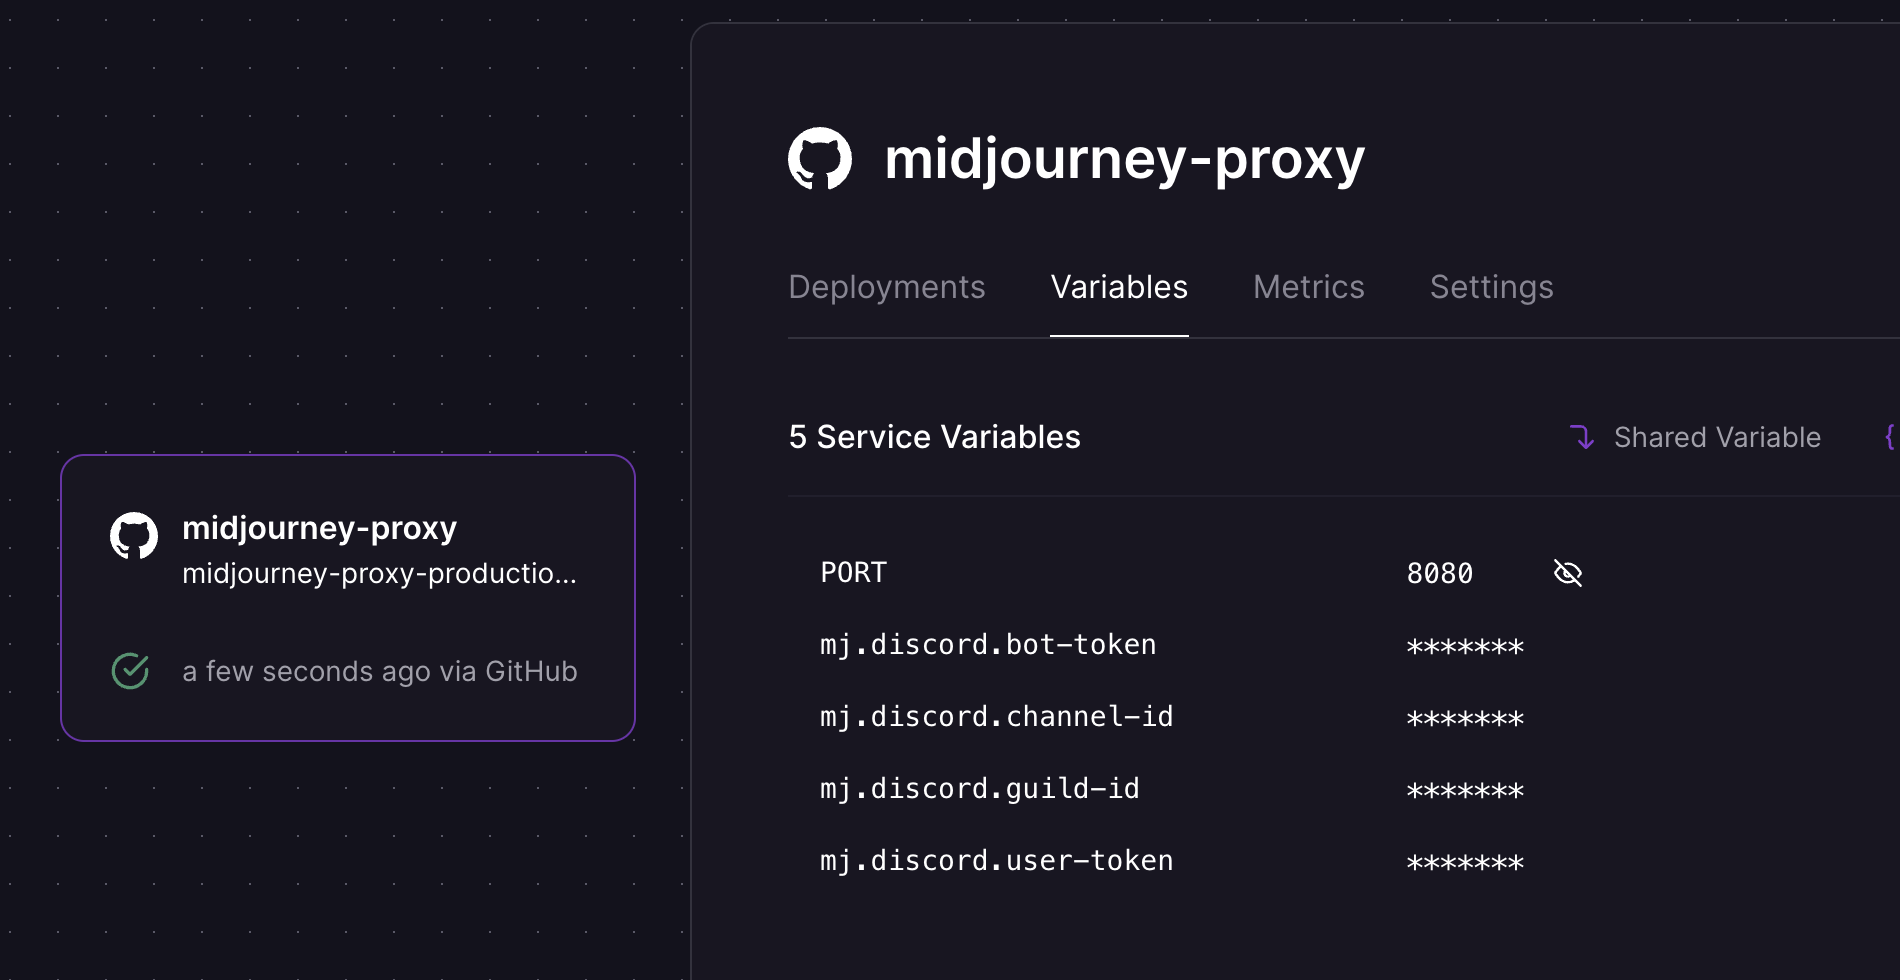 midjourney-proxy
midjourney-proxy-productio...
a few seconds ago via GitHub
midjourney-proxy
Deployments Variables Metrics Settings
5 Service Variables Shared Variable {
PORT 8080
mj.discord.bot-token *******
mj.discord.channel-id *******
mj.discord.guild-id *******
mj.discord.user-token *******